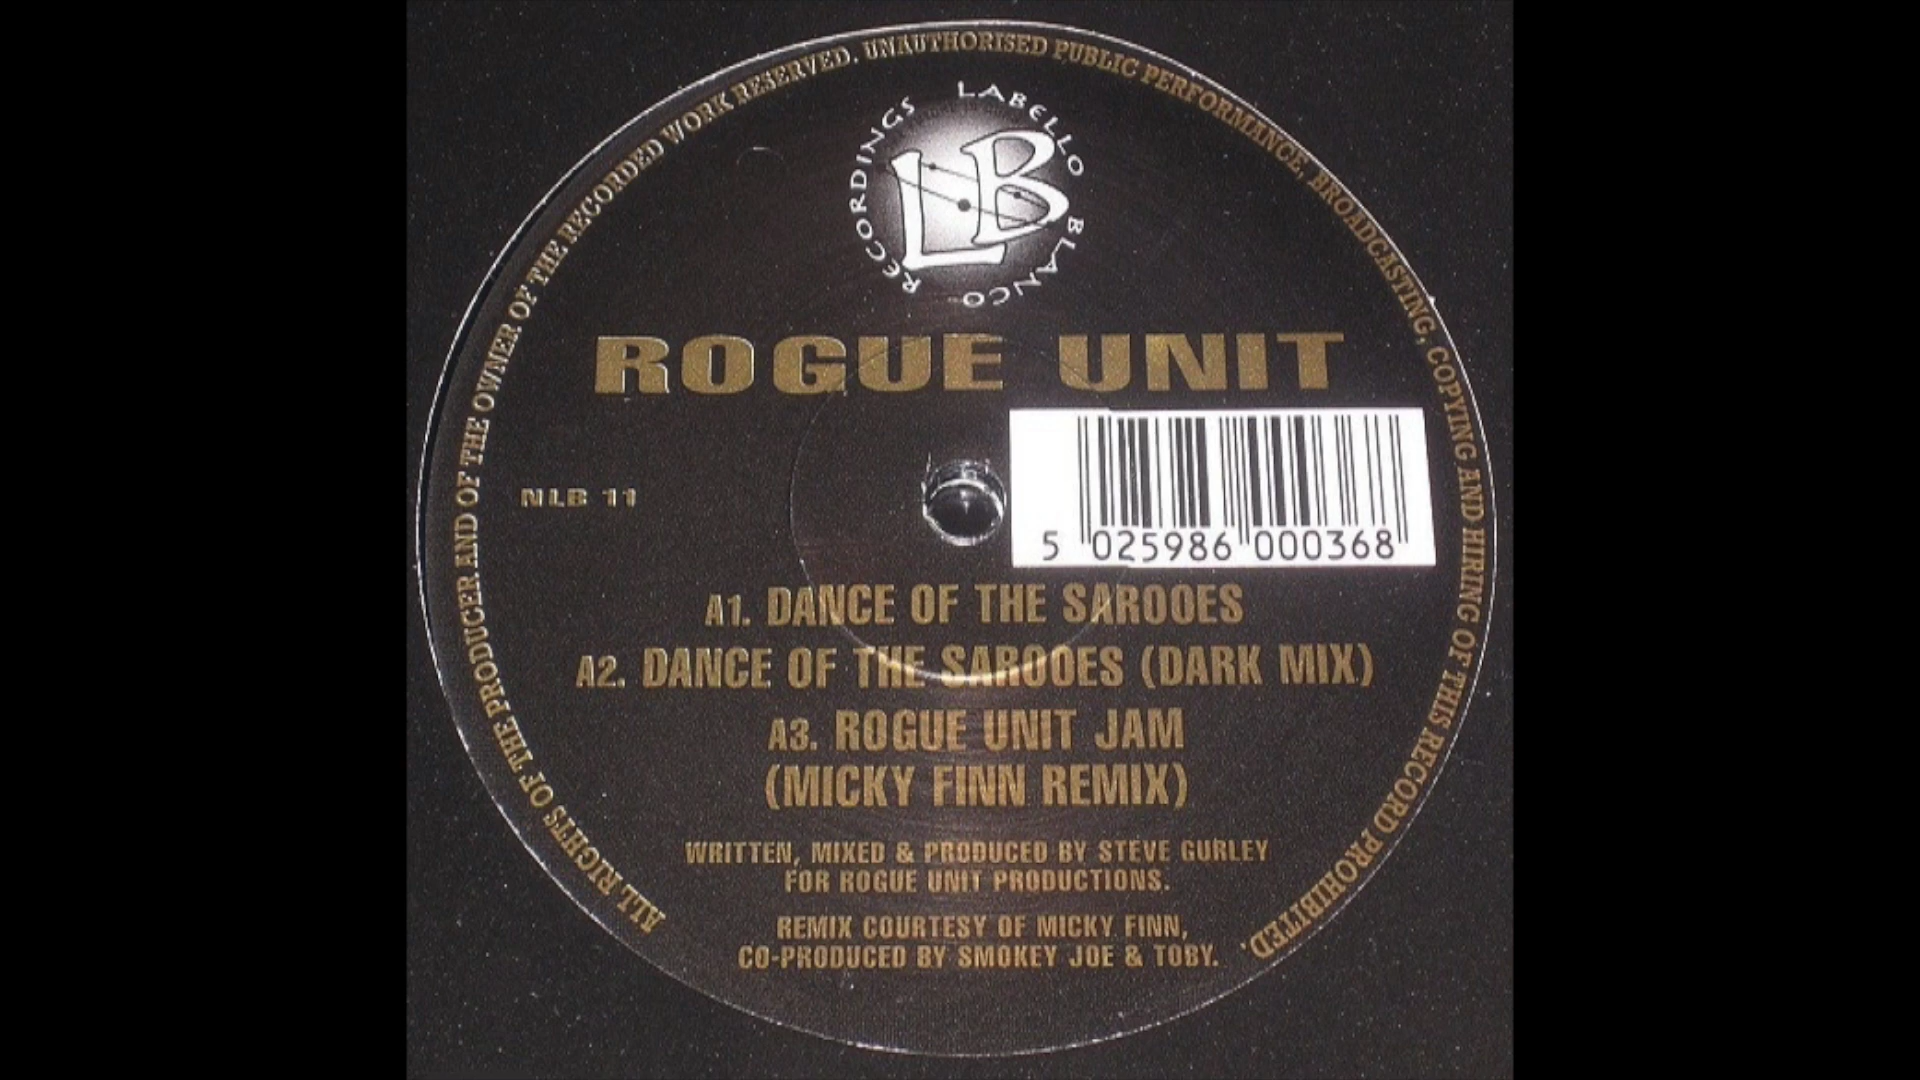 ALL RIGHTS OF THE PRODUCER AND OF THE OWNER OF THE RECORDED WORK RESERVED. UNAUTHORISED PUBLIC PERFORMANCE, BROADCASTING, COPYING AND HIRING OF THIS RECORD PROHIBITED.
LABELLO BLANCO RECORDINGS
LB
ROGUE UNIT
NLB 11
5 025986 000368
A1. DANCE OF THE SAROOES
A2. DANCE OF THE SAROOES (DARK MIX)
A3. ROGUE UNIT JAM
(MICKY FINN REMIX)
WRITTEN, MIXED & PRODUCED BY STEVE GURLEY
FOR ROGUE UNIT PRODUCTIONS.
REMIX COURTESY OF MICKY FINN,
CO-PRODUCED BY SMOKEY JOE & TOBY.